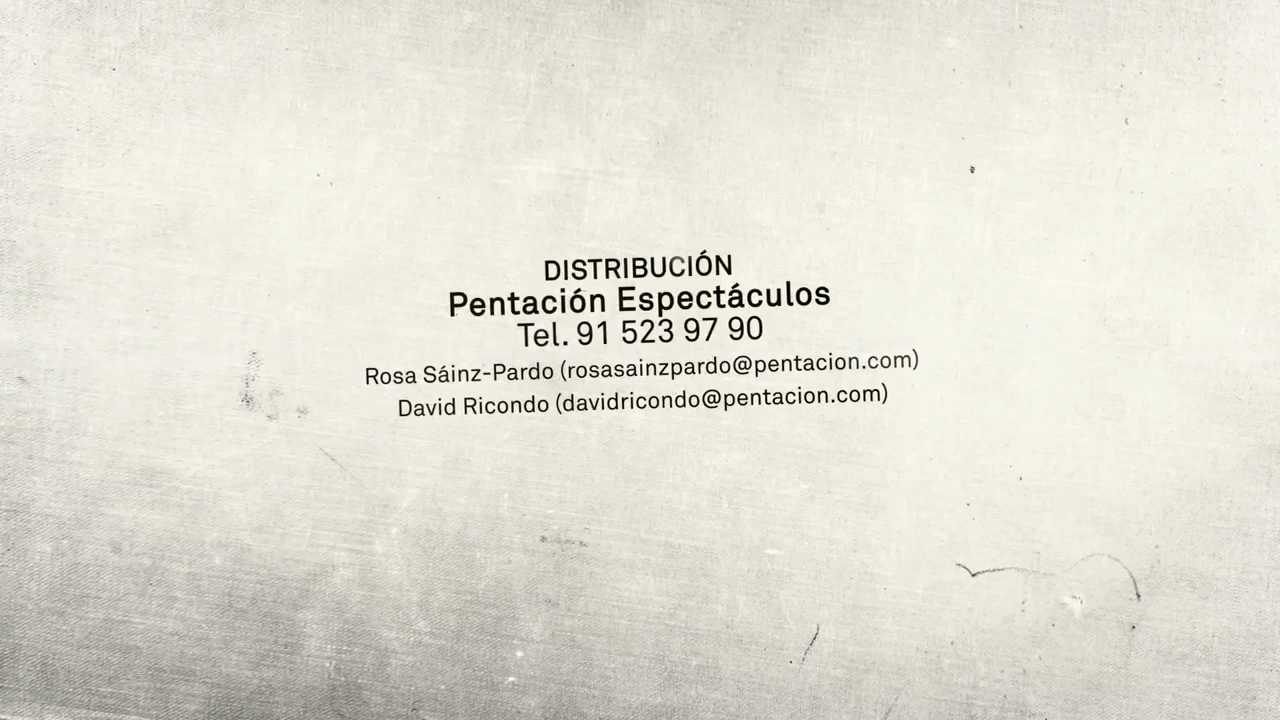 DISTRIBUCIÓN
Pentación Espectáculos
Tel. 91 523 97 90
Rosa Sáinz-Pardo (rosasainzpardo@pentacion.com)
David Ricondo (davidricondo@pentacion.com)